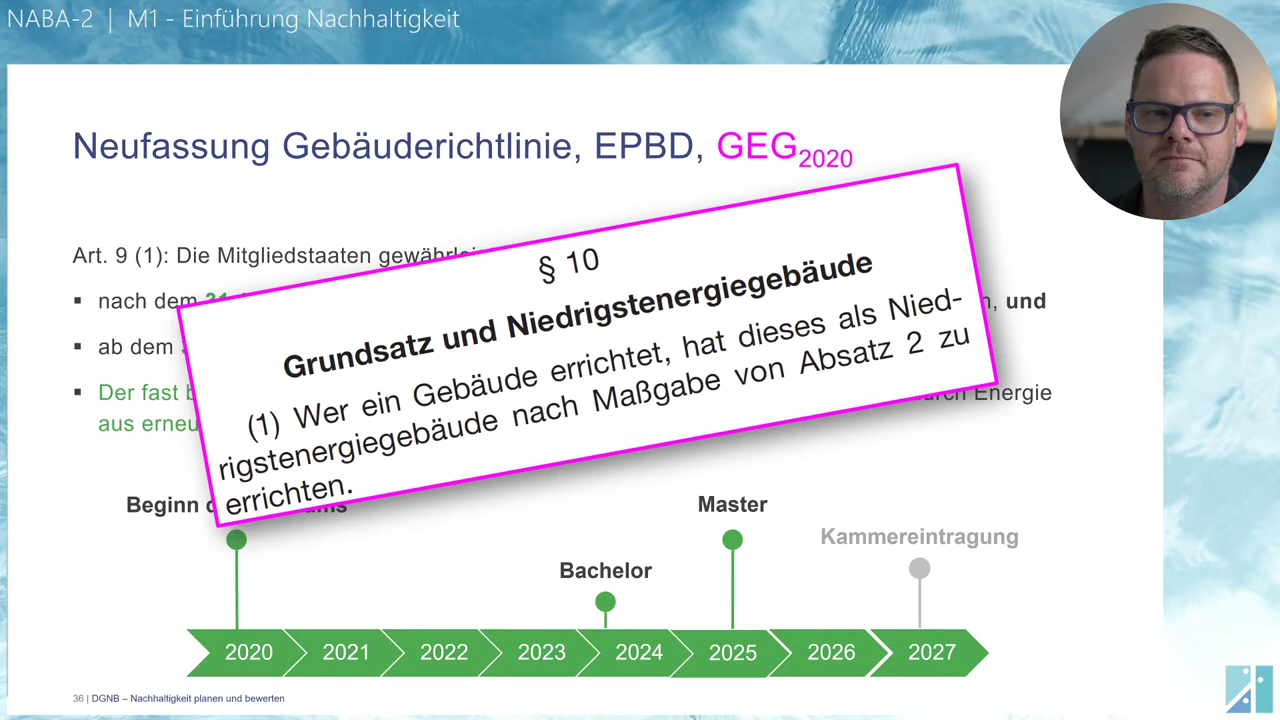 NABA-2 | M1 - Einführung Nachhaltigkeit
Neufassung Gebäuderichtlinie, EPBD, GEG2020
Art. 9 (1): Die Mitgliedstaaten
▪ nach dem
, und
▪ ab dem
▪ Der fast
Energie
aus
§ 10
Grundsatz und Niedrigstenergiegebäude
(1) Wer ein Gebäude errichtet, hat dieses als Nied-
rigstenergiegebäude nach Maßgabe von Absatz 2 zu
errichten.
Beginn
Master
Kammereintragung
Bachelor
2020 2021 2022 2023 2024 2025 2026 2027
36 | DGNB – Nachhaltigkeit planen und bewerten